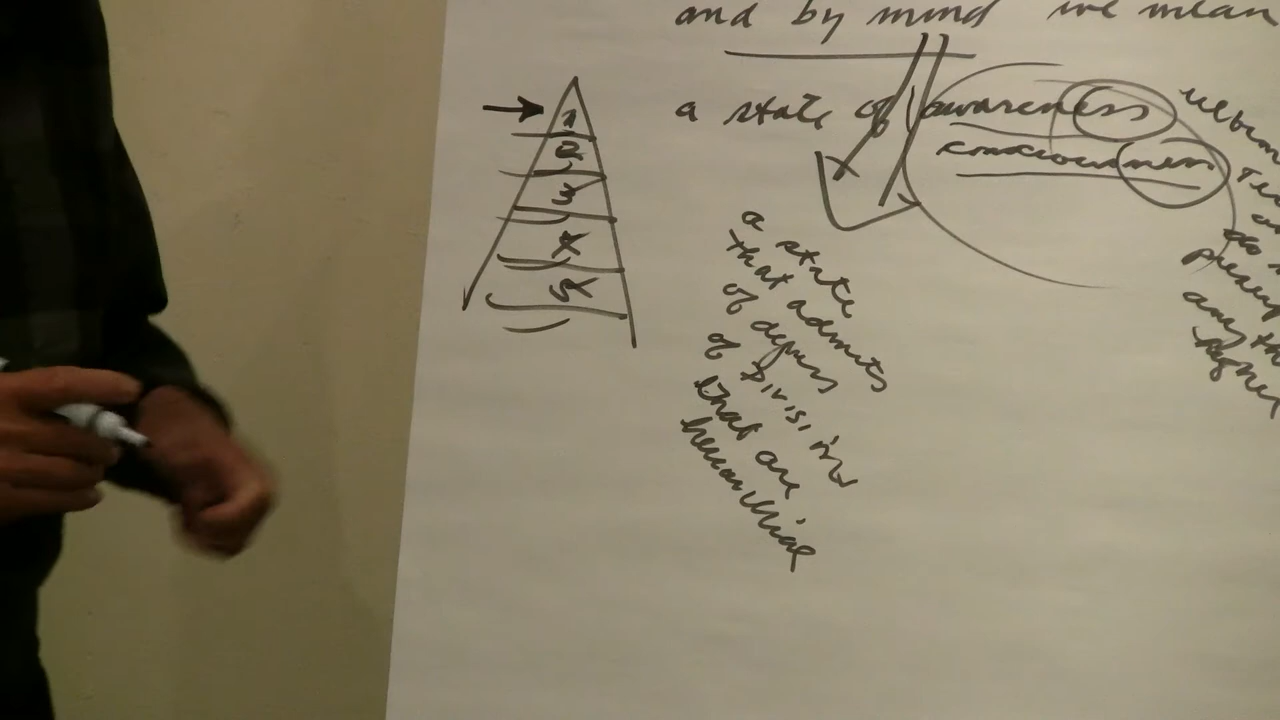 and by mind we mean
a state of awareness
consciousness
1
2
3
4
5
a state
that admits
of degrees
of
that are
hierarchical
do